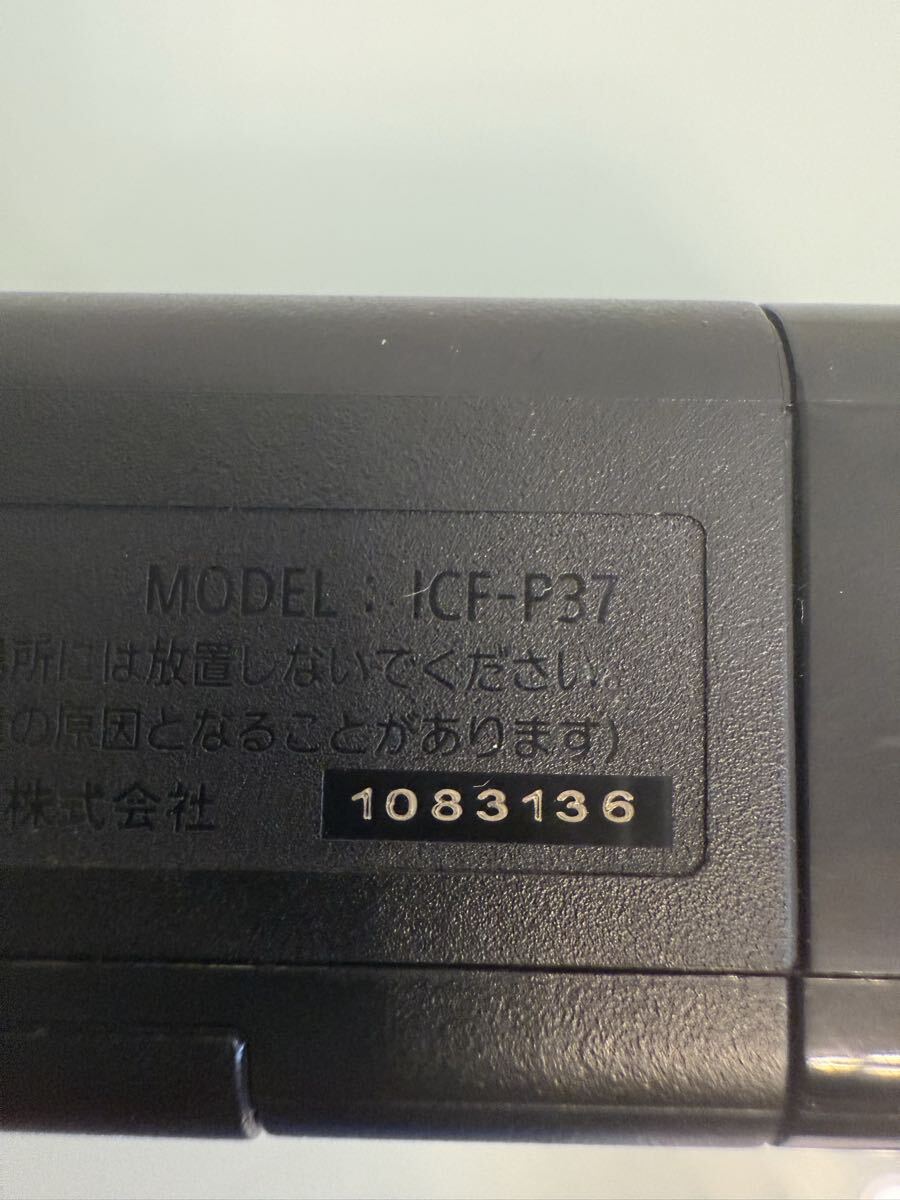 MODEL : ICF-P37
所には放置しないでください。
の原因となることがあります)
株式会社 1083136